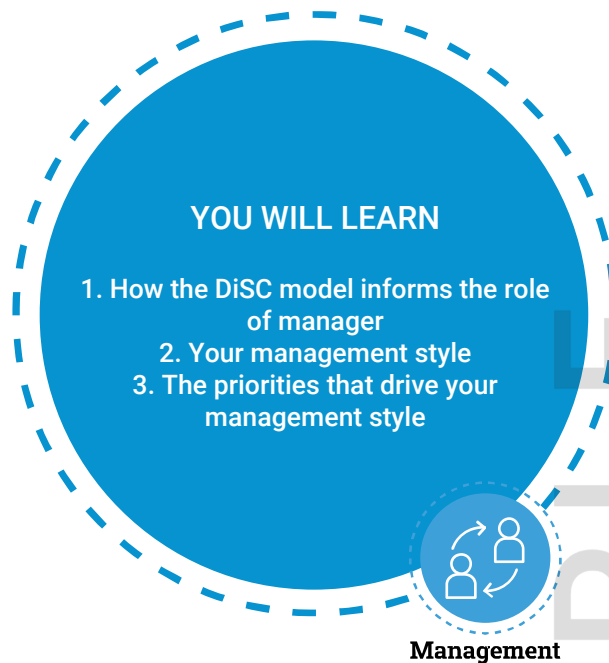 YOU WILL LEARN
1. How the DiSC model informs the role
of manager
2. Your management style
3. The priorities that drive your
management style
Management